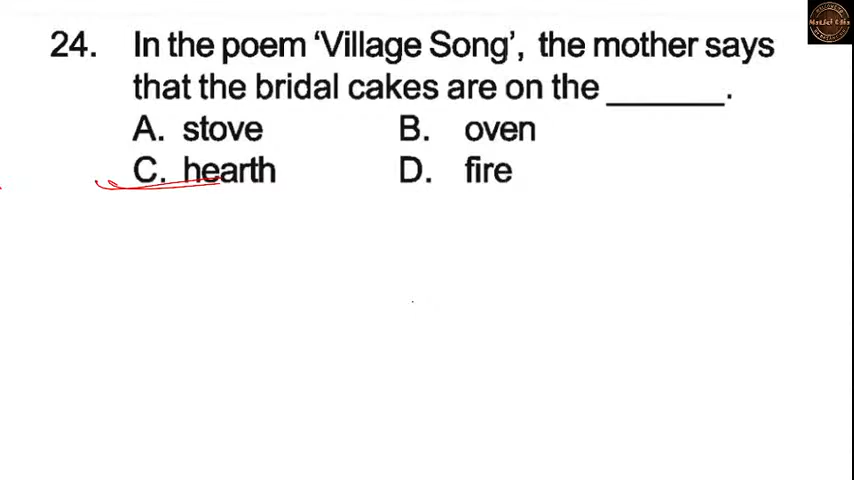 24. In the poem ‘Village Song’, the mother says
that the bridal cakes are on the ______.
A. stove B. oven
C. hearth D. fire